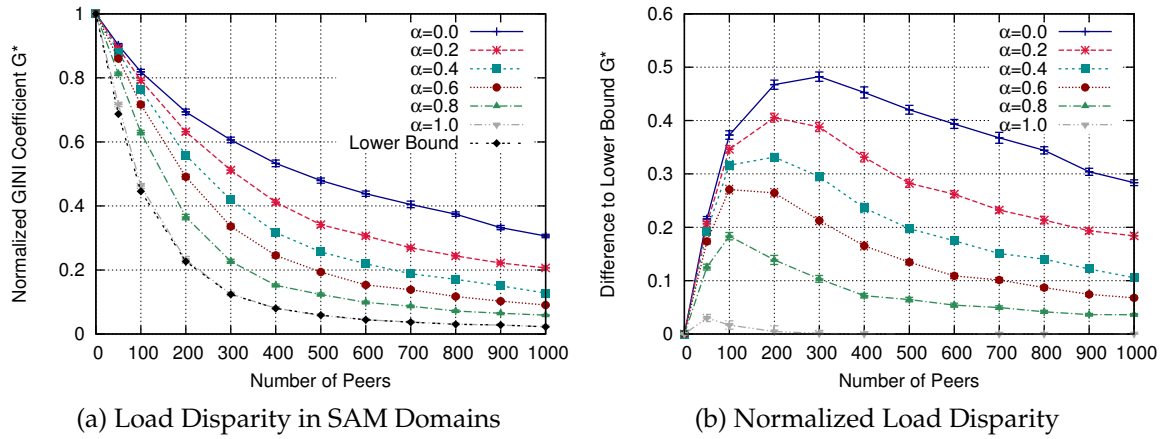 Normalized GINI Coefficient G*
1
0.8
0.6
0.4
0.2
0
0 100 200 300 400 500 600 700 800 900 1000
Number of Peers
α=0.0
α=0.2
α=0.4
α=0.6
α=0.8
α=1.0
Lower Bound
(a) Load Disparity in SAM Domains
Difference to Lower Bound G*
0.6
0.5
0.4
0.3
0.2
0.1
0
0 100 200 300 400 500 600 700 800 900 1000
Number of Peers
α=0.0
α=0.2
α=0.4
α=0.6
α=0.8
α=1.0
(b) Normalized Load Disparity